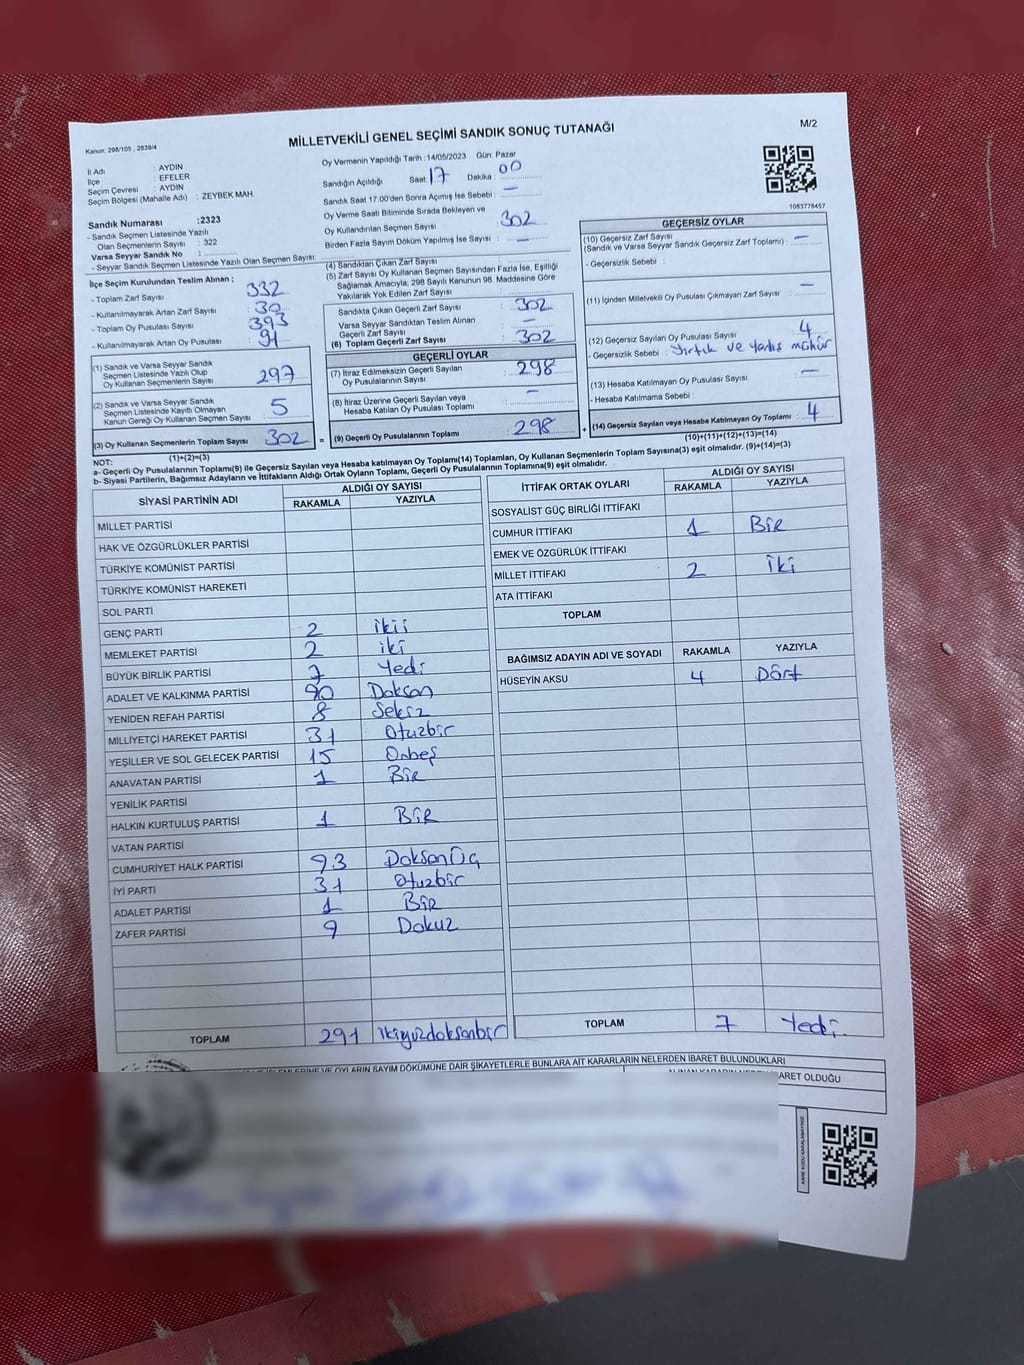 M/2
Kanun: 298/105 , 2839/4
MİLLETVEKİLİ GENEL SEÇİMİ SANDIK SONUÇ TUTANAĞI
İl Adı : AYDIN
İlçe : EFELER
Seçim Çevresi : AYDIN
Seçim Bölgesi (Mahalle Adı) : ZEYBEK MAH.
Sandık Numarası :2323
- Sandık Seçmen Listesinde Yazılı
Olan Seçmenlerin Sayısı : 322
Varsa Seyyar Sandık No :
- Seyyar Sandık Seçmen Listesinde Yazılı Olan Seçmen Sayısı:
Oy Vermenin Yapıldığı Tarih :14/05/2023 Gün: Pazar
Sandığın Açıldığı Saat: 17 Dakika : 00
Sandık Saat 17.00'den Sonra Açımış İse Sebebi : —
Oy Verme Saati Bitiminde Sırada Bekleyen ve
Oy Kullandırılan Seçmen Sayısı : 302
Birden Fazla Sayım Döküm Yapılmış İse Sayısı : —
1083778457
İlçe Seçim Kurulundan Teslim Alınan :
- Toplam Zarf Sayısı : 332
- Kullanılmayarak Artan Zarf Sayısı : 30
- Toplam Oy Pusulası Sayısı : 393
- Kullanılmayarak Artan Oy Pusulası : 91
(1) Sandık ve Varsa Seyyar Sandık
Seçmen Listesinde Yazılı Olup
Oy Kullanan Seçmenlerin Sayısı : 297
(2) Sandık ve Varsa Seyyar Sandık
Seçmen Listesinde Kayıtlı Olmayan
Kanun Gereği Oy Kullanan Seçmen Sayısı : 5
(3) Oy Kullanan Seçmenlerin Toplam Sayısı 302
(1)+(2)=(3)
(4) Sandıktan Çıkan Zarf Sayısı :
(5) Zarf Sayısı Oy Kullanan Seçmen Sayısından Fazla İse, Eşitliği
Sağlamak Amacıyla, 298 Sayılı Kanunun 98. Maddesine Göre
Yakılarak Yok Edilen Zarf Sayısı :
Sandıkta Çıkan Geçerli Zarf Sayısı : 302
Varsa Seyyar Sandıktan Teslim Alınan
Geçerli Zarf Sayısı : —
(6) Toplam Geçerli Zarf Sayısı : 302
GEÇERLİ OYLAR
(7) İtiraz Edilmeksizin Geçerli Sayılan
Oy Pusulalarının Sayısı : 298
(8) İtiraz Üzerine Geçerli Sayılan veya
Hesaba Katılan Oy Pusulası Toplamı : —
= (9) Geçerli Oy Pusulalarının Toplamı 298 +
GEÇERSİZ OYLAR
(10) Geçersiz Zarf Sayısı
(Sandık ve Varsa Seyyar Sandık Geçersiz Zarf Toplamı) : —
- Geçersizlik Sebebi :
(11) İçinden Milletvekili Oy Pusulası Çıkmayan Zarf Sayısı : —
(12) Geçersiz Sayılan Oy Pusulası Sayısı : 4
- Geçersizlik Sebebi : Yırtık ve Yanlış mühür
(13) Hesaba Katılmayan Oy Pusulası Sayısı : —
- Hesaba Katılmama Sebebi :
(14) Geçersiz Sayılan veya Hesaba Katılmayan Oy Toplamı : 4
(10)+(11)+(12)+(13)=(14)
NOT:
a- Geçerli Oy Pusulalarının Toplamı(9) ile Geçersiz Sayılan veya Hesaba katılmayan Oy Toplamı(14) Toplamları, Oy Kullanan Seçmenlerin Toplam Sayısına(3) eşit olmalıdır. (9)+(14)=(3)
b- Siyasi Partilerin, Bağımsız Adayların ve İttifakların Aldığı Ortak Oyların Toplamı, Geçerli Oy Pusulalarının Toplamına(9) eşit olmalıdır.
SİYASİ PARTİNİN ADI ALDIĞI OY SAYISI
RAKAMLA YAZIYLA
MİLLET PARTİSİ
HAK VE ÖZGÜRLÜKLER PARTİSİ
TÜRKİYE KOMÜNİST PARTİSİ
TÜRKİYE KOMÜNİST HAREKETİ
SOL PARTİ
GENÇ PARTİ 2 ikii
MEMLEKET PARTİSİ 2 iki
BÜYÜK BİRLİK PARTİSİ 7 Yedi
ADALET VE KALKINMA PARTİSİ 90 Doksan
YENİDEN REFAH PARTİSİ 8 Sekiz
MİLLİYETÇİ HAREKET PARTİSİ 31 Otuzbir
YEŞİLLER VE SOL GELECEK PARTİSİ 15 Onbeş
ANAVATAN PARTİSİ 1 Bir
YENİLİK PARTİSİ
HALKIN KURTULUŞ PARTİSİ 1 Bir
VATAN PARTİSİ
CUMHURİYET HALK PARTİSİ 93 DoksanÜç
İYİ PARTİ 31 Otuzbir
ADALET PARTİSİ 1 Bir
ZAFER PARTİSİ 9 Dokuz
TOPLAM 291 ikiyüzdoksanbir
İTTİFAK ORTAK OYLARI ALDIĞI OY SAYISI
RAKAMLA YAZIYLA
SOSYALİST GÜÇ BİRLİĞİ İTTİFAKI
CUMHUR İTTİFAKI 1 Bir
EMEK VE ÖZGÜRLÜK İTTİFAKI
MİLLET İTTİFAKI 2 İki
ATA İTTİFAKI
TOPLAM
BAĞIMSIZ ADAYIN ADI VE SOYADI RAKAMLA YAZIYLA
HÜSEYİN AKSU 4 Dört
TOPLAM 7 Yedi.
VE OYLARIN SAYIM DÖKÜMÜNE DAİR ŞİKAYETLERLE BUNLARA AİT KARARLARIN NELERDEN İBARET BULUNDUKLARI
ALINAN KARARIN NEDEN İBARET OLDUĞU
KARE KODU KARALAMAYINIZ!